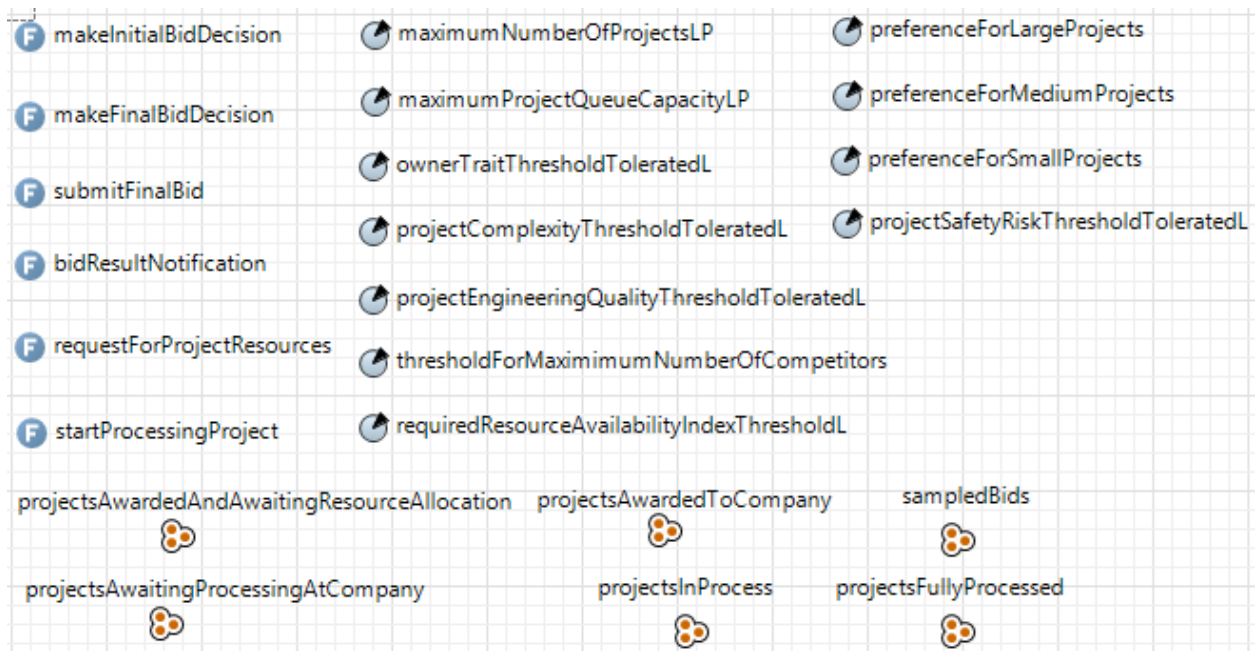 F makeInitialBidDecision
maximumNumberOfProjectsLP
preferenceForLargeProjects
F makeFinalBidDecision
maximumProjectQueueCapacityLP
preferenceForMediumProjects
ownerTraitThresholdToleratedL
preferenceForSmallProjects
F submitFinalBid
projectComplexityThresholdToleratedL
projectSafetyRiskThresholdToleratedL
F bidResultNotification
projectEngineeringQualityThresholdToleratedL
F requestForProjectResources
thresholdForMaximimumNumberOfCompetitors
F startProcessingProject
requiredResourceAvailabilityIndexThresholdL
projectsAwardedAndAwaitingResourceAllocation
projectsAwardedToCompany
sampledBids
projectsAwaitingProcessingAtCompany
projectsInProcess
projectsFullyProcessed